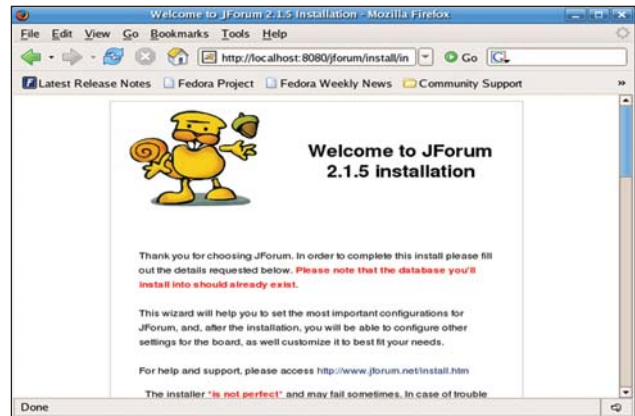 Welcome to JForum 2.1.5 Installation - Mozilla Firefox
File Edit View Go Bookmarks Tools Help
http://localhost:8080/jforum/install/in Go G
Latest Release Notes Fedora Project Fedora Weekly News Community Support »
Welcome to JForum
2.1.5 installation
Thank you for choosing JForum. In order to complete this install please fill
out the details requested below. Please note that the database you'll
install into should already exist.
This wizard will help you to set the most important configurations for
JForum, and, after the installation, you will be able to configure other
settings for the board, as well customize it to best fit your needs.
For help and support, please access http://www.jforum.net/install.htm
The installer "is not perfect" and may fail sometimes. In case of trouble
Done